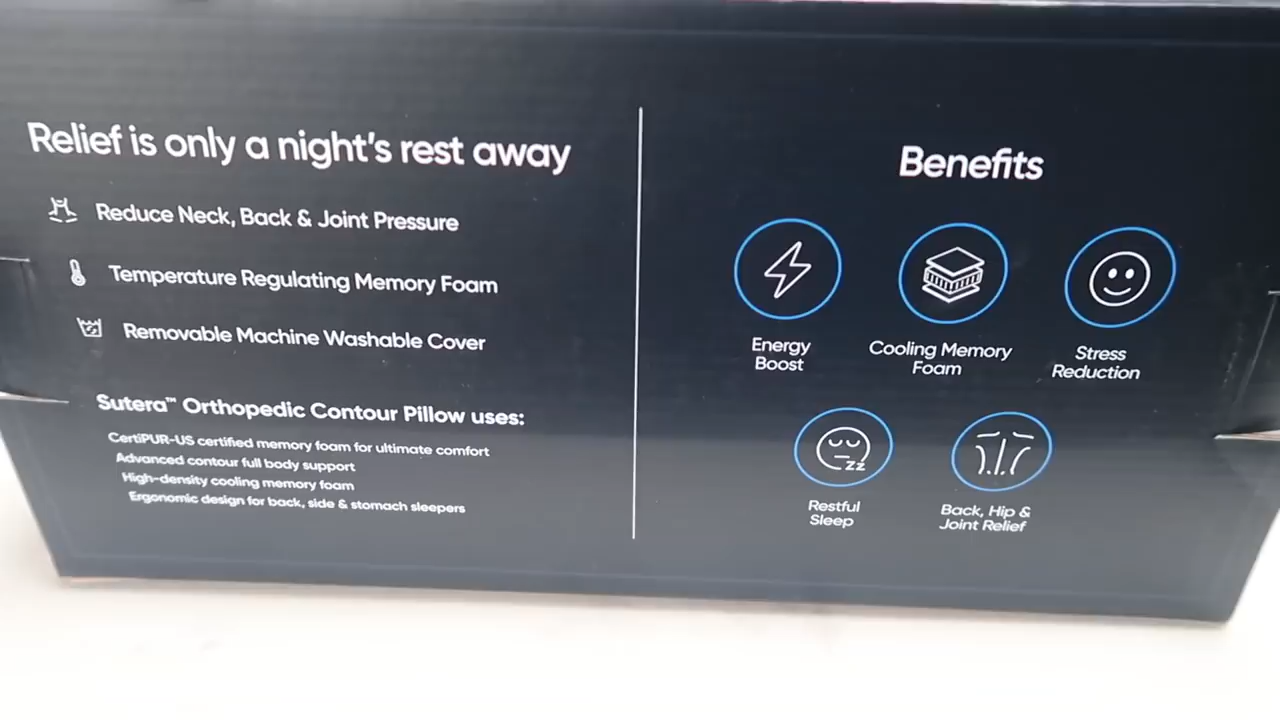 Relief is only a night's rest away
Reduce Neck, Back & Joint Pressure
Temperature Regulating Memory Foam
Removable Machine Washable Cover
Sutera™ Orthopedic Contour Pillow uses:
CertiPUR-US certified memory foam for ultimate comfort
Advanced contour full body support
High-density cooling memory foam
Ergonomic design for back, side & stomach sleepers
Benefits
Energy
Boost
Cooling Memory
Foam
Stress
Reduction
zz
Restful
Sleep
Back, Hip &
Joint Relief